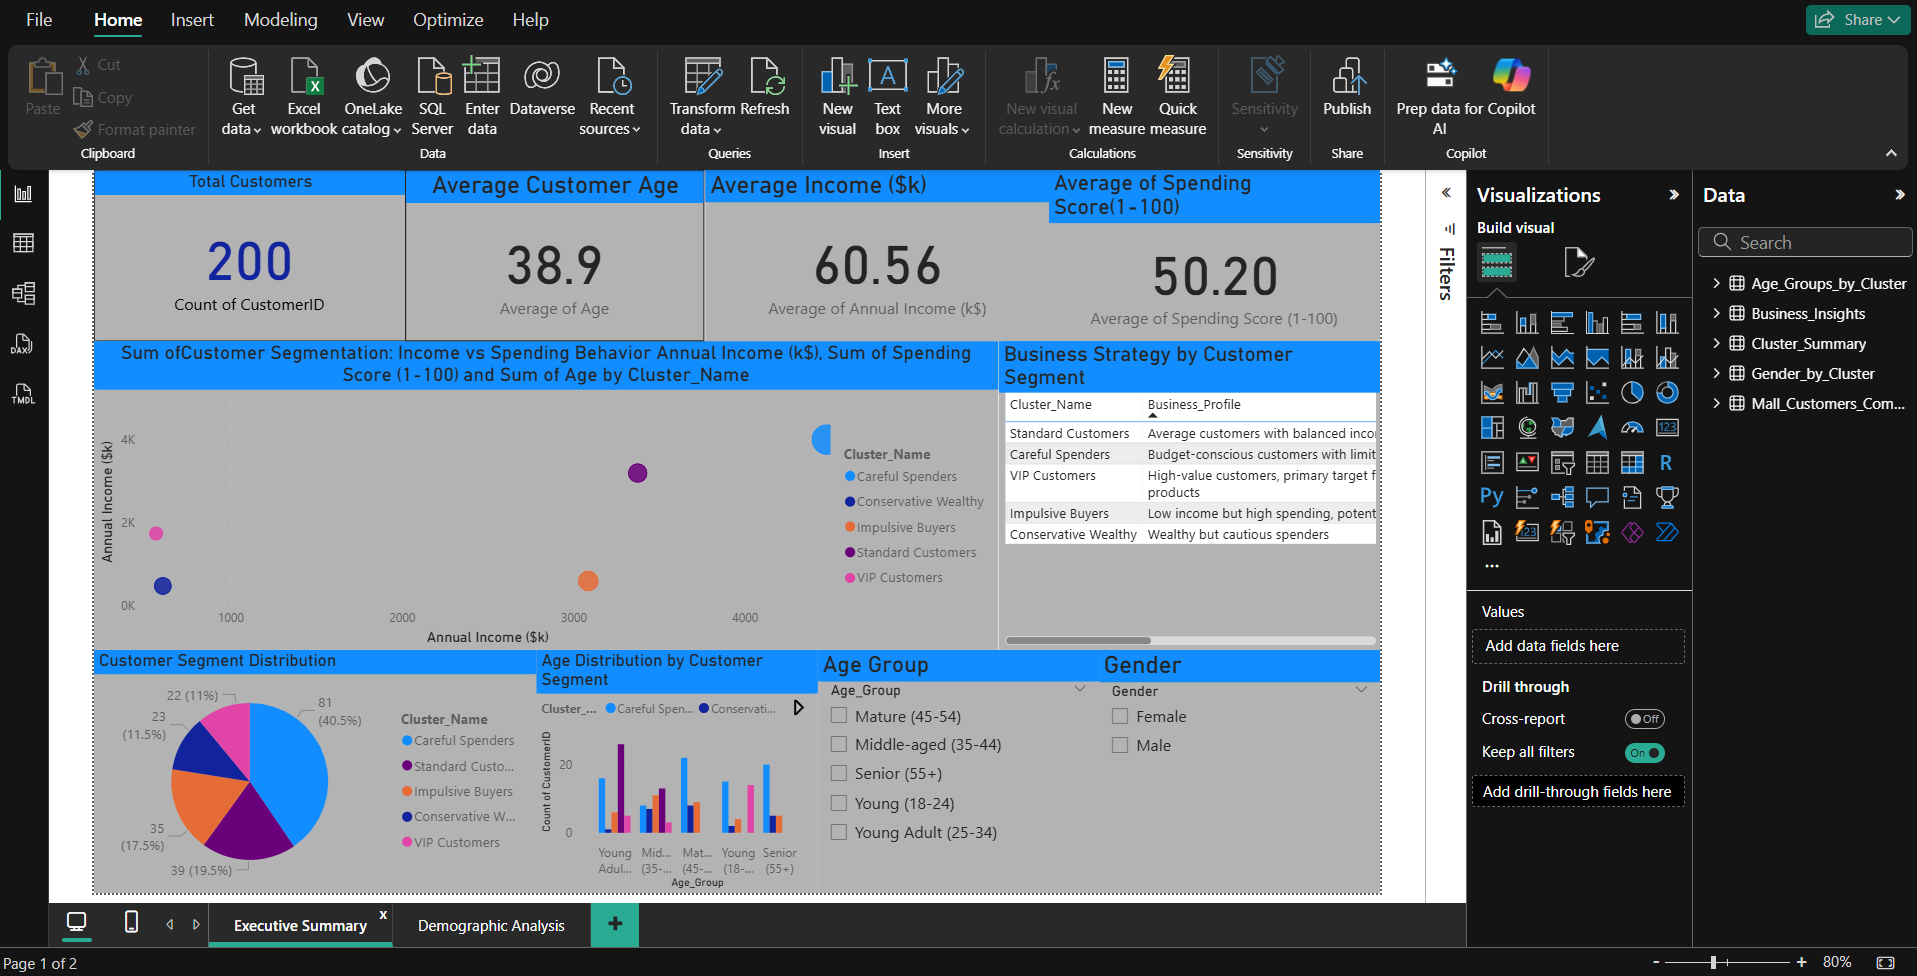 File Home Insert Modeling View Optimize Help Share
Paste Cut
Copy
Format painter
Clipboard
Get data
Excel workbook
OneLake catalog
SQL Server
Enter data
Dataverse
Recent sources
Data
Transform data
Refresh
Queries
New visual
Text box
More visuals
Insert
New visual calculation
New measure
Quick measure
Calculations
Sensitivity
Sensitivity
Publish
Share
Prep data for AI
Copilot
Copilot
DAX
TMDL
Total Customers
200
Count of CustomerID
Average Customer Age
38.9
Average of Age
Average Income ($k)
60.56
Average of Annual Income (k$)
Average of Spending
Score(1-100)
50.20
Average of Spending Score (1-100)
Sum ofCustomer Segmentation: Income vs Spending Behavior Annual Income (k$), Sum of Spending
Score (1-100) and Sum of Age by Cluster_Name
Annual Income ($k)
4K
2K
0K
1000 2000 3000 4000
Annual Income ($k)
Cluster_Name
Careful Spenders
Conservative Wealthy
Impulsive Buyers
Standard Customers
VIP Customers
Business Strategy by Customer
Segment
Cluster_Name Business_Profile
Standard Customers Average customers with balanced inco
Careful Spenders Budget-conscious customers with limit
VIP Customers High-value customers, primary target f
products
Impulsive Buyers Low income but high spending, potent
Conservative Wealthy Wealthy but cautious spenders
Customer Segment Distribution
22 (11%)
23
(11.5%)
35
(17.5%)
39 (19.5%)
81
(40.5%)
Cluster_Name
Careful Spenders
Standard Custo...
Impulsive Buyers
Conservative W...
VIP Customers
Age Distribution by Customer
Segment
Cluster_... Careful Spen... Conservati...
Count of CustomerID
20
0
Young Adul...
Mid... (35-...
Mat... (45-...
Young (18-...
Senior (55+)
Age_Group
Age Group
Age_Group
Mature (45-54)
Middle-aged (35-44)
Senior (55+)
Young (18-24)
Young Adult (25-34)
Gender
Gender
Female
Male
Filters
Visualizations
Build visual
123
R
Py
123
...
Values
Add data fields here
Drill through
Cross-report Off
Keep all filters On
Add drill-through fields here
Data
Search
Age_Groups_by_Cluster
Business_Insights
Cluster_Summary
Gender_by_Cluster
Mall_Customers_Com...
Executive Summary x
Demographic Analysis
+
Page 1 of 2
- + 80%